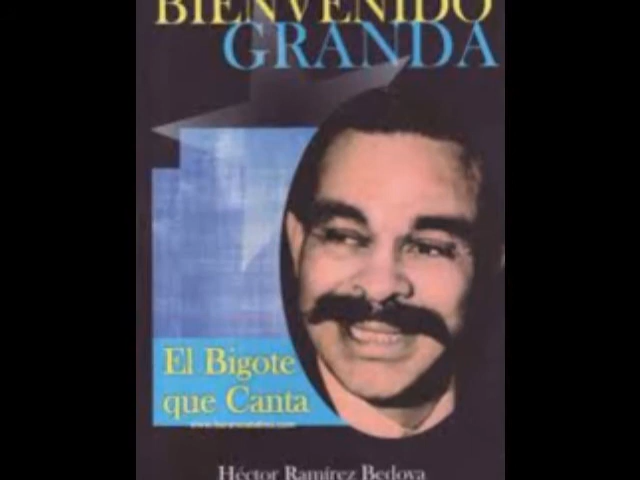 BIENVENIDO
GRANDA
El Bigote
que Canta
Héctor Ramírez Bedoya